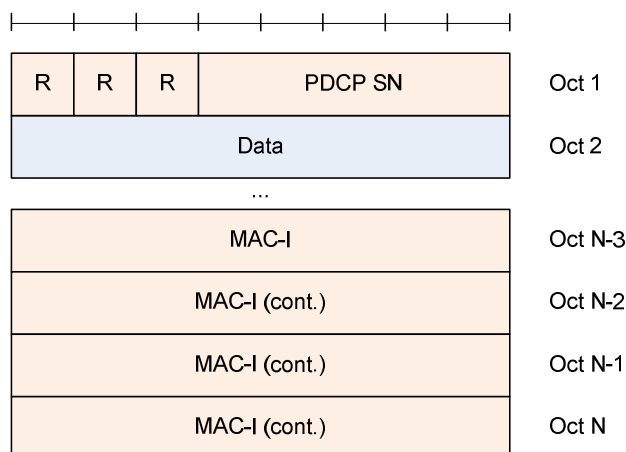 R R R PDCP SN Oct 1
Data Oct 2
...
MAC-I Oct N-3
MAC-I (cont.) Oct N-2
MAC-I (cont.) Oct N-1
MAC-I (cont.) Oct N